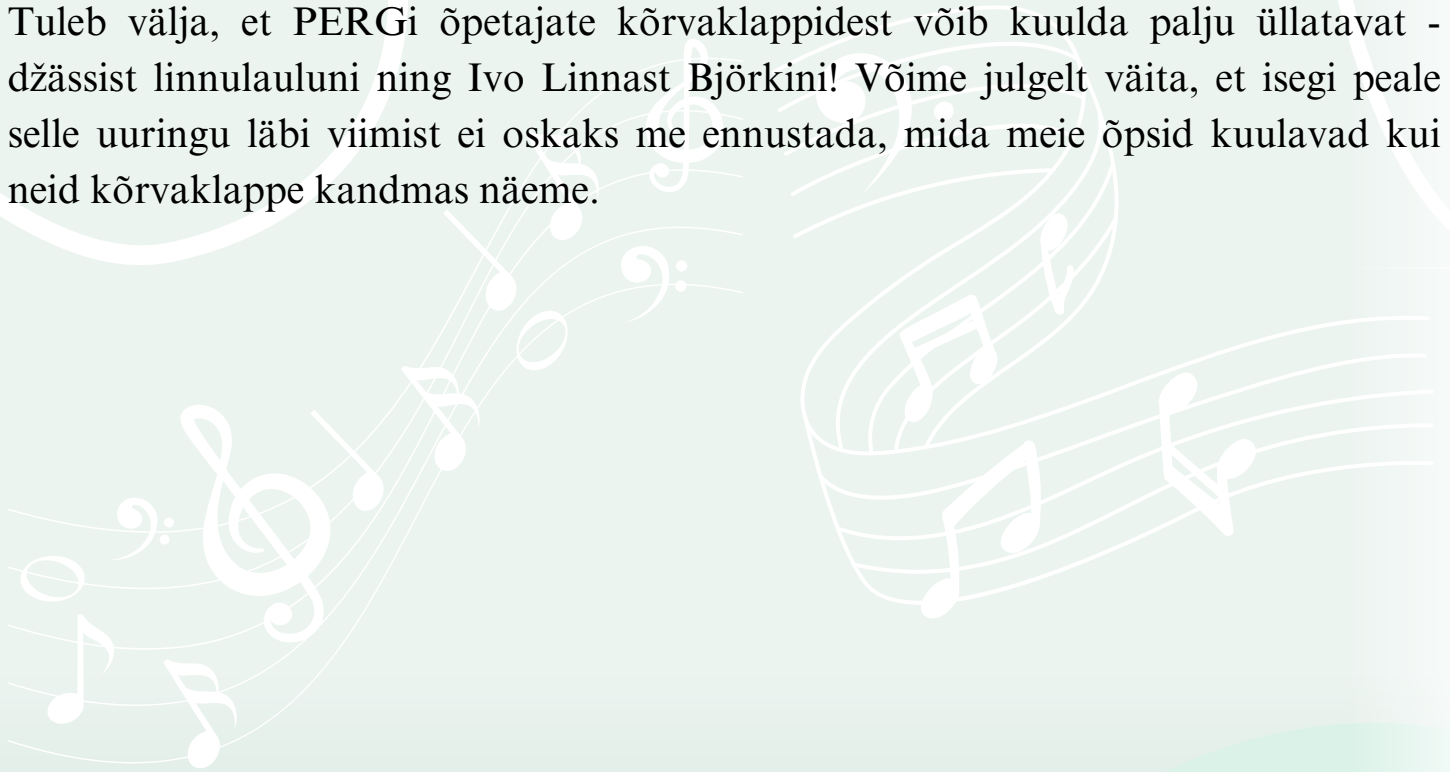 Tuleb välja, et PERGi õpetajate kõrvaklappidest võib kuulda palju üllatavat -
džässist linnulauluni ning Ivo Linnast Björkini! Võime julgelt väita, et isegi peale
selle uuringu läbi viimist ei oskaks me ennustada, mida meie õpsid kuulavad kui
neid kõrvaklappe kandmas näeme.